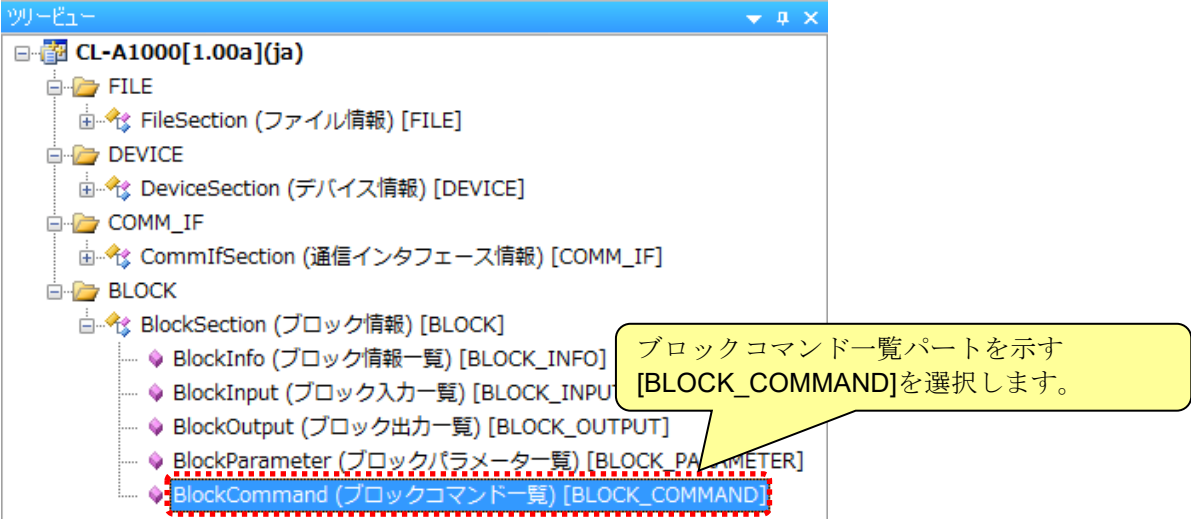 ツリービュー
CL-A1000[1.00a](ja)
FILE
FileSection (ファイル情報) [FILE]
DEVICE
DeviceSection (デバイス情報) [DEVICE]
COMM_IF
CommIfSection (通信インタフェース情報) [COMM_IF]
BLOCK
BlockSection (ブロック情報) [BLOCK]
BlockInfo (ブロック情報一覧) [BLOCK_INFO]
BlockInput (ブロック入力一覧) [BLOCK_INPUT
BlockOutput (ブロック出力一覧) [BLOCK_OUTPUT]
BlockParameter (ブロックパラメータ一覧) [BLOCK_PARAMETER]
BlockCommand (ブロックコマンド一覧) [BLOCK_COMMAND]
ブロックコマンド一覧パートを示す
[BLOCK_COMMAND]を選択します。